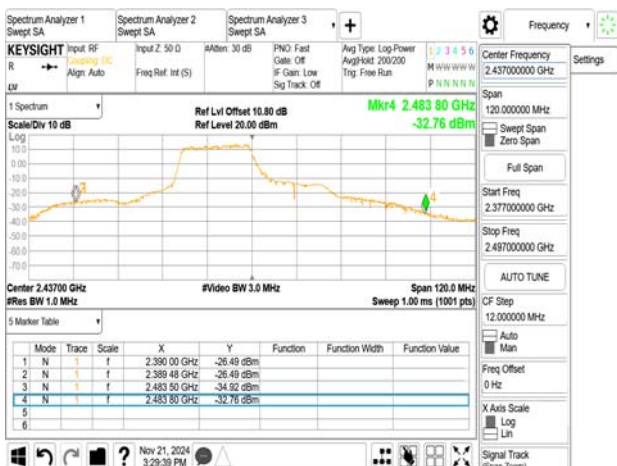 Spectrum Analyzer 1
Swept SA
Spectrum Analyzer 2
Swept SA
Spectrum Analyzer 3
Swept SA
+
Frequency
KEYSIGHT
R
Input: RF
Coupling: DC
Align: Auto
Input Z: 50 Ω
Freq Ref: Int (S)
#Atten: 30 dB
PNO: Fast
Gate: Off
IF Gain: Low
Sig Track: Off
Avg Type: Log-Power
Avg|Hold: 200/200
Trig: Free Run
1 2 3 4 5 6
M W W W W W
P N N N N N
1 Spectrum
Scale/Div 10 dB
Ref Lvl Offset 10.80 dB
Ref Level 20.00 dBm
Mkr4 2.483 80 GHz
-32.76 dBm
Log
10.0
0.00
-10.0
-20.0
-30.0
-40.0
-50.0
-60.0
-70.0
4
Center 2.43700 GHz
#Res BW 1.0 MHz
#Video BW 3.0 MHz
Span 120.0 MHz
Sweep 1.00 ms (1001 pts)
5 Marker Table
Mode Trace Scale X Y Function Function Width Function Value
1 N 1 f 2.390 00 GHz -26.49 dBm
2 N 1 f 2.389 48 GHz -26.49 dBm
3 N 1 f 2.483 50 GHz -34.92 dBm
4 N 1 f 2.483 80 GHz -32.76 dBm
5
6
?
Nov 21, 2024
3:29:39 PM
Center Frequency
2.437000000 GHz
Settings
Span
120.000000 MHz
Swept Span
Zero Span
Full Span
Start Freq
2.377000000 GHz
Stop Freq
2.497000000 GHz
AUTO TUNE
CF Step
12.000000 MHz
Auto
Man
Freq Offset
0 Hz
X Axis Scale
Log
Lin
Signal Track